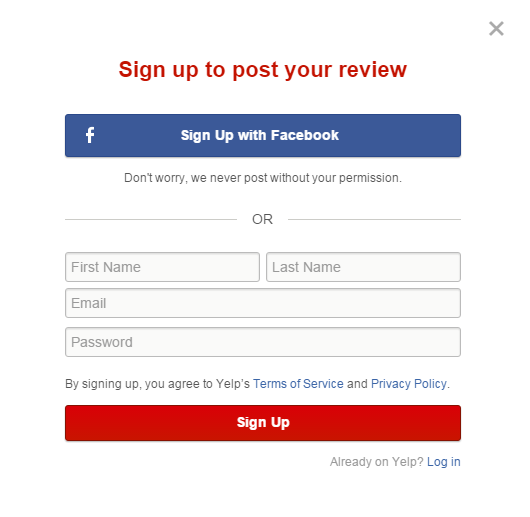 Sign up to post your review
Sign Up with Facebook
Don't worry, we never post without your permission.
OR
First Name Last Name
Email
Password
By signing up, you agree to Yelp's Terms of Service and Privacy Policy.
Sign Up
Already on Yelp? Log in